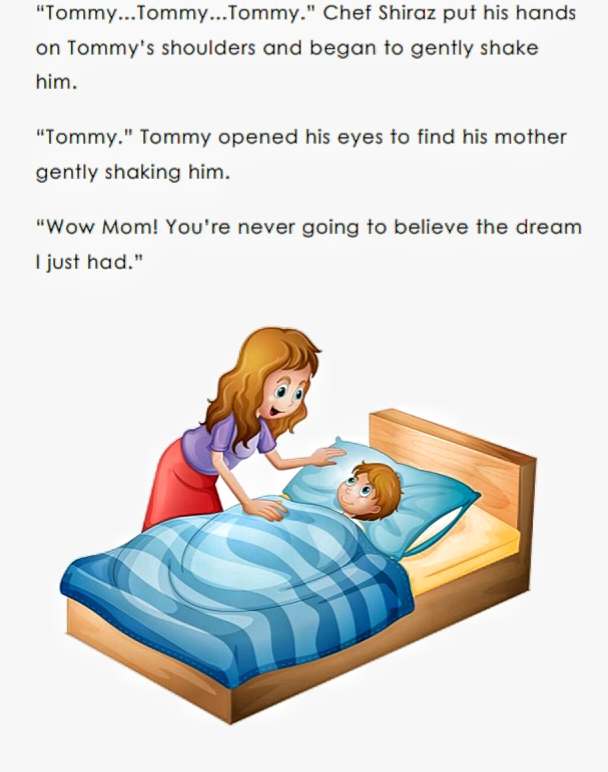 “Tommy...Tommy...Tommy.” Chef Shiraz put his hands
on Tommy’s shoulders and began to gently shake
him.
“Tommy.” Tommy opened his eyes to find his mother
gently shaking him.
“Wow Mom! You’re never going to believe the dream
I just had.”